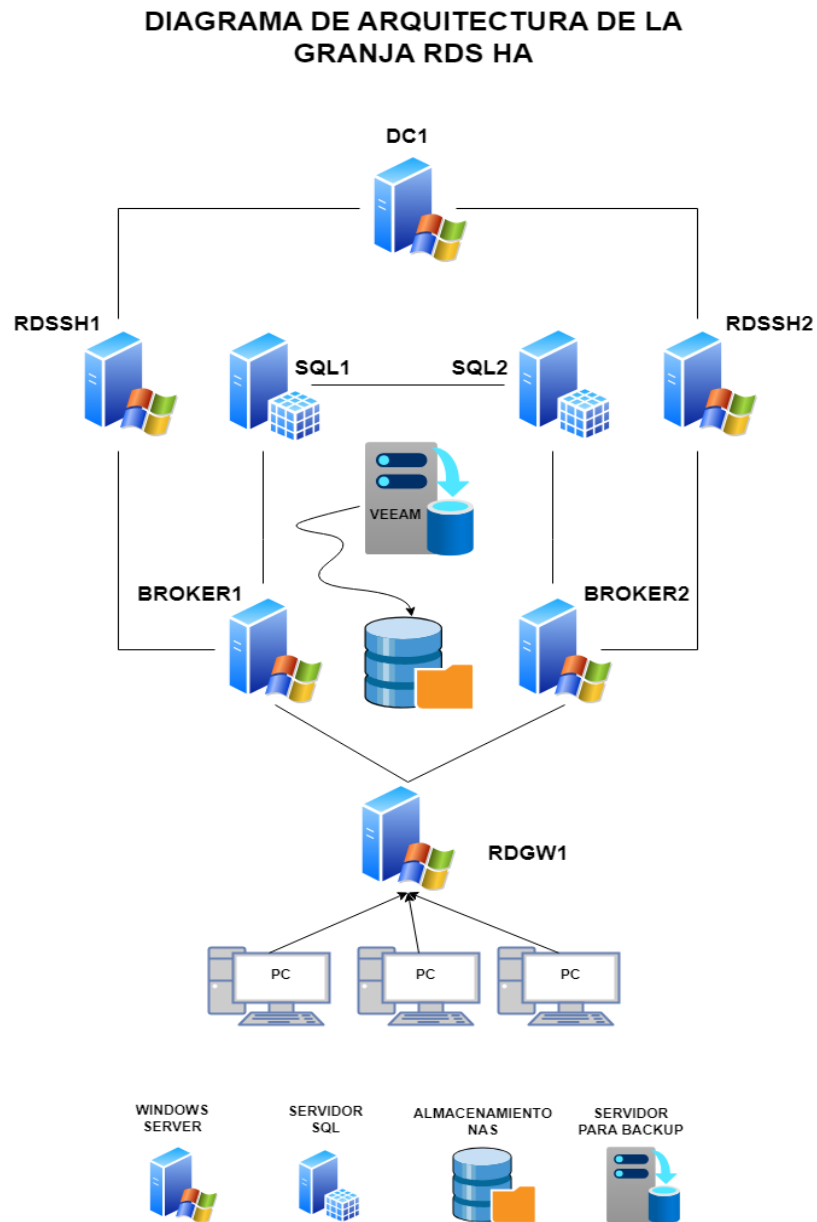 DIAGRAMA DE ARQUITECTURA DE LA
GRANJA RDS HA
DC1
RDSSH1
RDSSH2
SQL1
SQL2
VEEAM
BROKER1
BROKER2
RDGW1
PC
PC
PC
WINDOWS
SERVER
SERVIDOR
SQL
ALMACENAMIENTO
NAS
SERVIDOR
PARA BACKUP